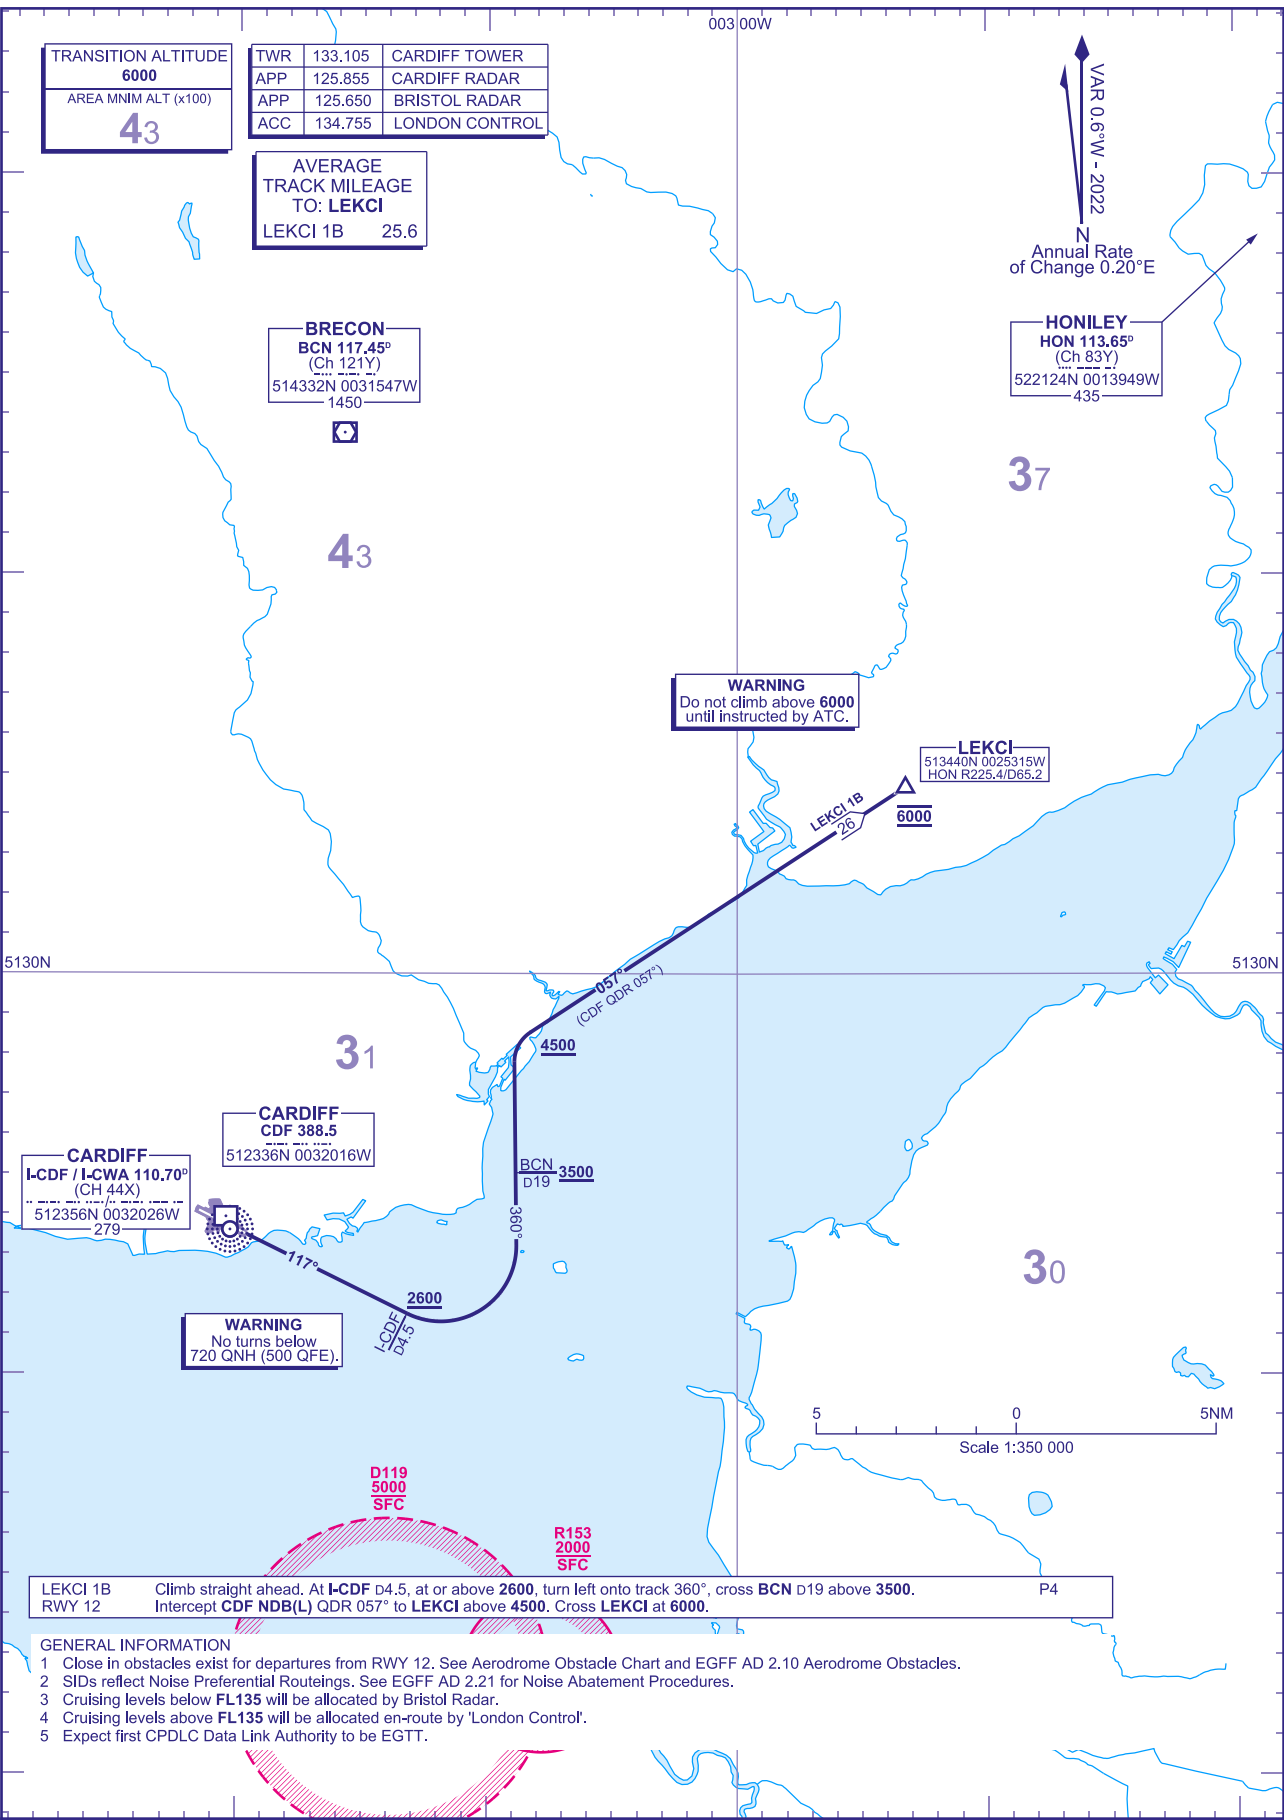 003 00W
TRANSITION ALTITUDE
6000
AREA MNIM ALT (x100)
43
TWR 133.105 CARDIFF TOWER
APP 125.855 CARDIFF RADAR
APP 125.650 BRISTOL RADAR
ACC 134.755 LONDON CONTROL
AVERAGE
TRACK MILEAGE
TO: LEKCI
LEKCI 1B 25.6
VAR 0.6°W - 2022
N
Annual Rate
of Change 0.20°E
BRECON
BCN 117.45D
(Ch 121Y)
514332N 0031547W
1450
HONILEY
HON 113.65D
(Ch 83Y)
522124N 0013949W
435
37
43
WARNING
Do not climb above 6000
until instructed by ATC.
LEKCI
513440N 0025315W
HON R225.4/D65.2
LEKCI 1B
26
6000
5130N
5130N
057°
(CDF QDR 057°)
4500
31
CARDIFF
CDF 388.5
512336N 0032016W
CARDIFF
I-CDF / I-CWA 110.70D
(CH 44X)
512356N 0032026W
279
BCN
D19
3500
360°
117°
2600
I-CDF
D4.5
30
WARNING
No turns below
720 QNH (500 QFE).
5 0 5NM
Scale 1:350 000
D119
5000
SFC
R153
2000
SFC
LEKCI 1B Climb straight ahead. At I-CDF D4.5, at or above 2600, turn left onto track 360°, cross BCN D19 above 3500. P4
RWY 12 Intercept CDF NDB(L) QDR 057° to LEKCI above 4500. Cross LEKCI at 6000.
GENERAL INFORMATION
1 Close in obstacles exist for departures from RWY 12. See Aerodrome Obstacle Chart and EGFF AD 2.10 Aerodrome Obstacles.
2 SIDs reflect Noise Preferential Routeings. See EGFF AD 2.21 for Noise Abatement Procedures.
3 Cruising levels below FL135 will be allocated by Bristol Radar.
4 Cruising levels above FL135 will be allocated en-route by 'London Control'.
5 Expect first CPDLC Data Link Authority to be EGTT.